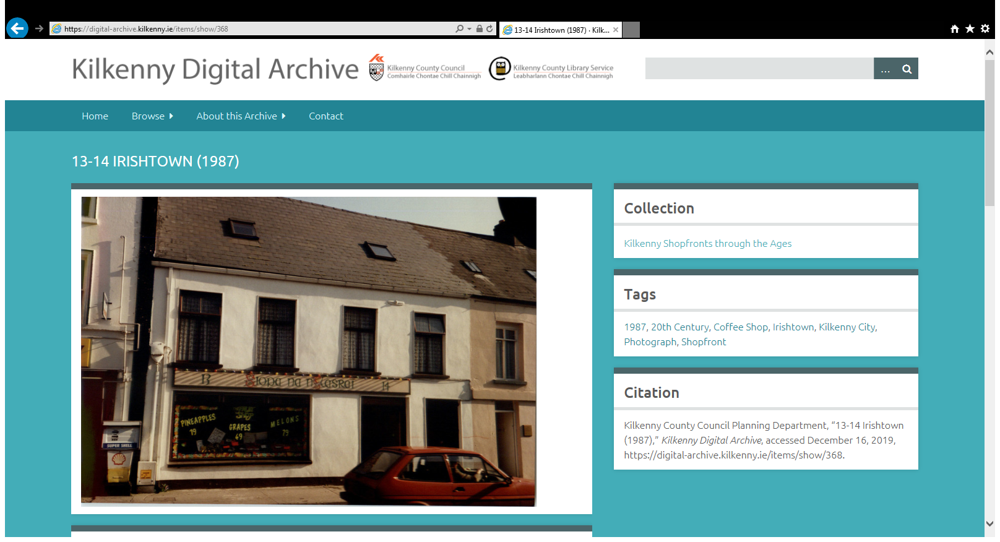 https://digital-archive.kilkenny.ie/items/show/368
13-14 Irishtown (1987) · Kilk...
Kilkenny Digital Archive
Kilkenny County Council
Comhairle Chontae Chill Chainnigh
Kilkenny County Library Service
Leabharlann Chontae Chill Chainnigh
...
Home
Browse
About this Archive
Contact
13-14 IRISHTOWN (1987)
13 Siopa na nGasraí 14
PINEAPPLES
79
GRAPES
49
MELONS
79
SUPER SHELL
Shell
Collection
Kilkenny Shopfronts through the Ages
Tags
1987, 20th Century, Coffee Shop, Irishtown, Kilkenny City,
Photograph, Shopfront
Citation
Kilkenny County Council Planning Department, “13-14 Irishtown
(1987),” Kilkenny Digital Archive, accessed December 16, 2019,
https://digital-archive.kilkenny.ie/items/show/368.